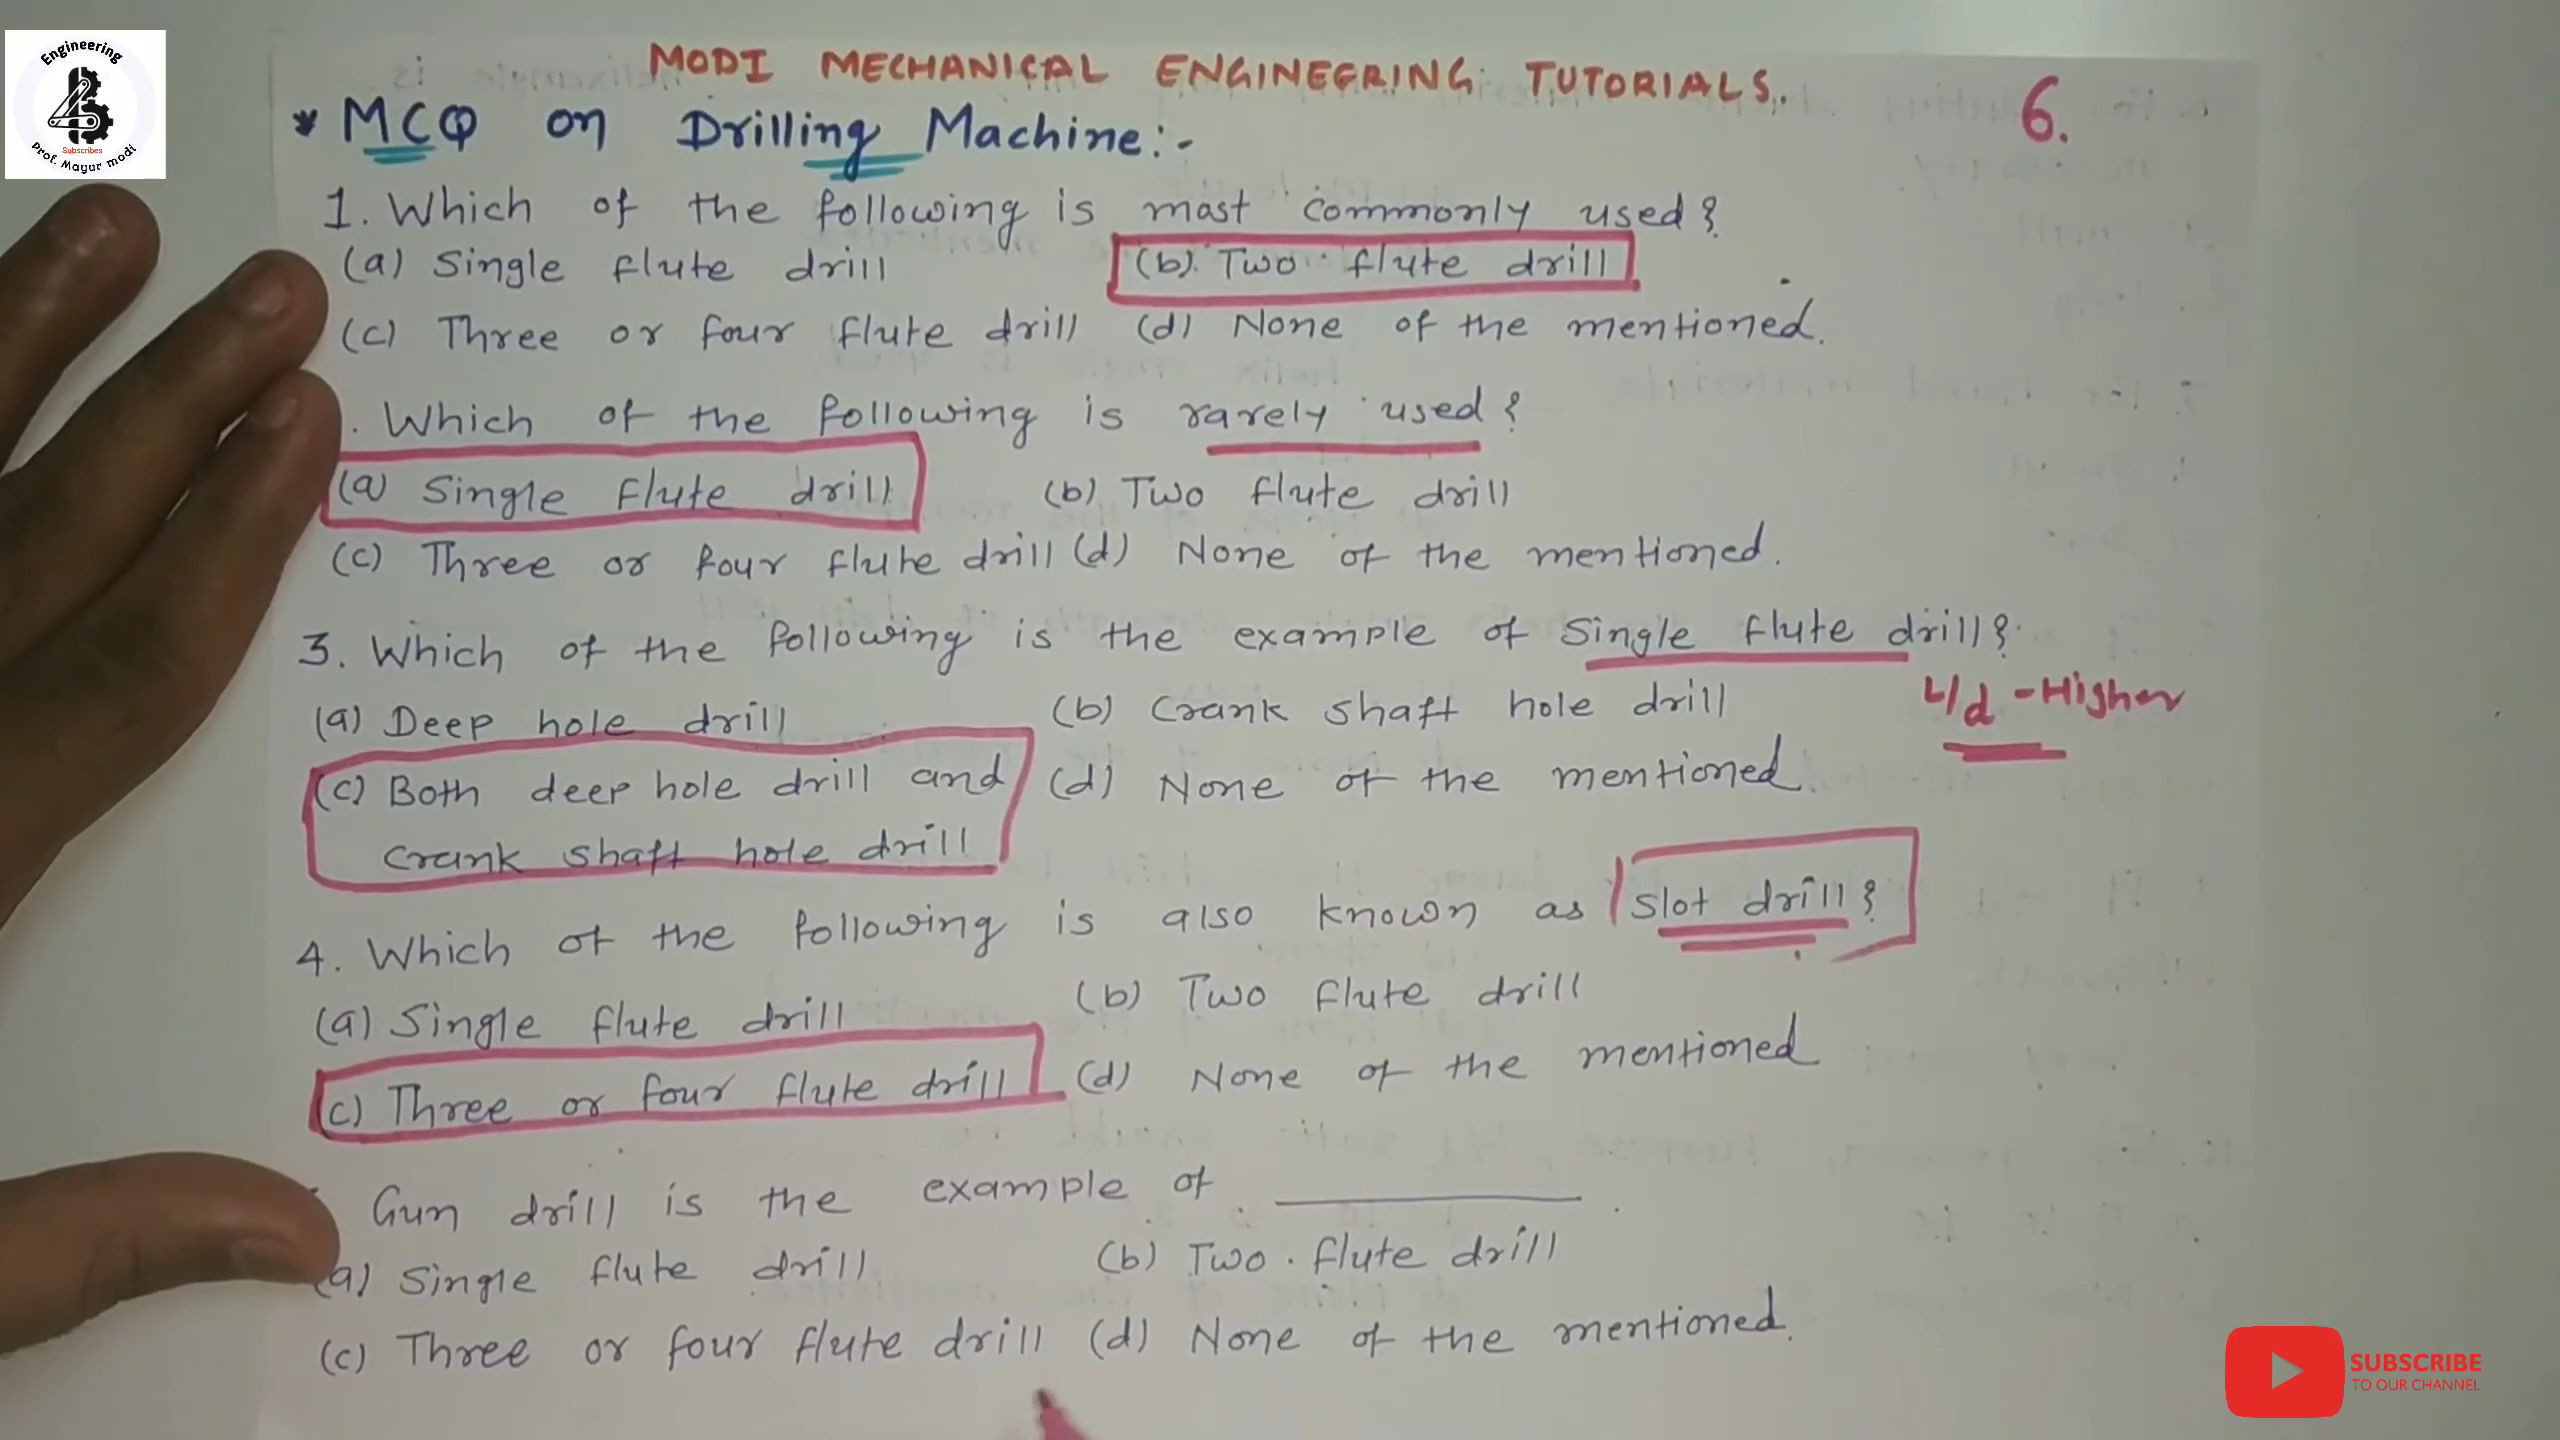 Engineering
Subscribes
Prof. Mayur modi
MODI MECHANICAL ENGINEERING TUTORIALS.
6.
* MCQ on Drilling Machine:-
1. Which of the following is most commonly used?
(a) Single flute drill (b). Two flute drill
(c) Three or four flute drill (d) None of the mentioned.
. Which of the following is rarely used?
(a) Single flute drill (b) Two flute drill
(c) Three or four flute drill (d) None of the mentioned.
3. Which of the following is the example of single flute drill?
(a) Deep hole drill (b) Crank shaft hole drill
L/d - Higher
(c) Both deep hole drill and (d) None of the mentioned
crank shaft hole drill
4. Which of the following is also known as slot drill?
(a) Single flute drill (b) Two flute drill
(c) Three or four flute drill (d) None of the mentioned
Gun drill is the example of ________.
(a) Single flute drill (b) Two flute drill
(c) Three or four flute drill (d) None of the mentioned.
SUBSCRIBE
TO OUR CHANNEL